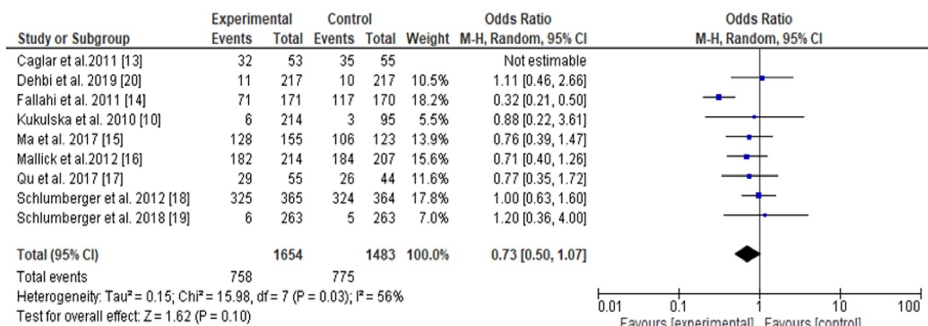 Experimental Control Odds Ratio Odds Ratio
Study or Subgroup Events Total Events Total Weight M-H, Random, 95% CI M-H, Random, 95% CI
Caglar et al.2011 [13] 32 53 35 55 Not estimable
Dehbi et al. 2019 [20] 11 217 10 217 10.5% 1.11 [0.46, 2.66]
Fallahi et al. 2011 [14] 71 171 117 170 18.2% 0.32 [0.21, 0.50]
Kukulska et al. 2010 [10] 6 214 3 95 5.5% 0.88 [0.22, 3.61]
Ma et al. 2017 [15] 128 155 106 123 13.9% 0.76 [0.39, 1.47]
Mallick et al.2012 [16] 182 214 184 207 15.6% 0.71 [0.40, 1.26]
Qu et al. 2017 [17] 29 55 26 44 11.6% 0.77 [0.35, 1.72]
Schlumberger et al. 2012 [18] 325 365 324 364 17.8% 1.00 [0.63, 1.60]
Schlumberger et al. 2018 [19] 6 263 5 263 7.0% 1.20 [0.36, 4.00]
Total (95% CI) 1654 1483 100.0% 0.73 [0.50, 1.07]
Total events 758 775
Heterogeneity: Tau² = 0.15; Chi² = 15.98, df = 7 (P = 0.03); I² = 56%
Test for overall effect: Z = 1.62 (P = 0.10)
0.01 0.1 1 10 100
Favours [experimental] Favours [control]